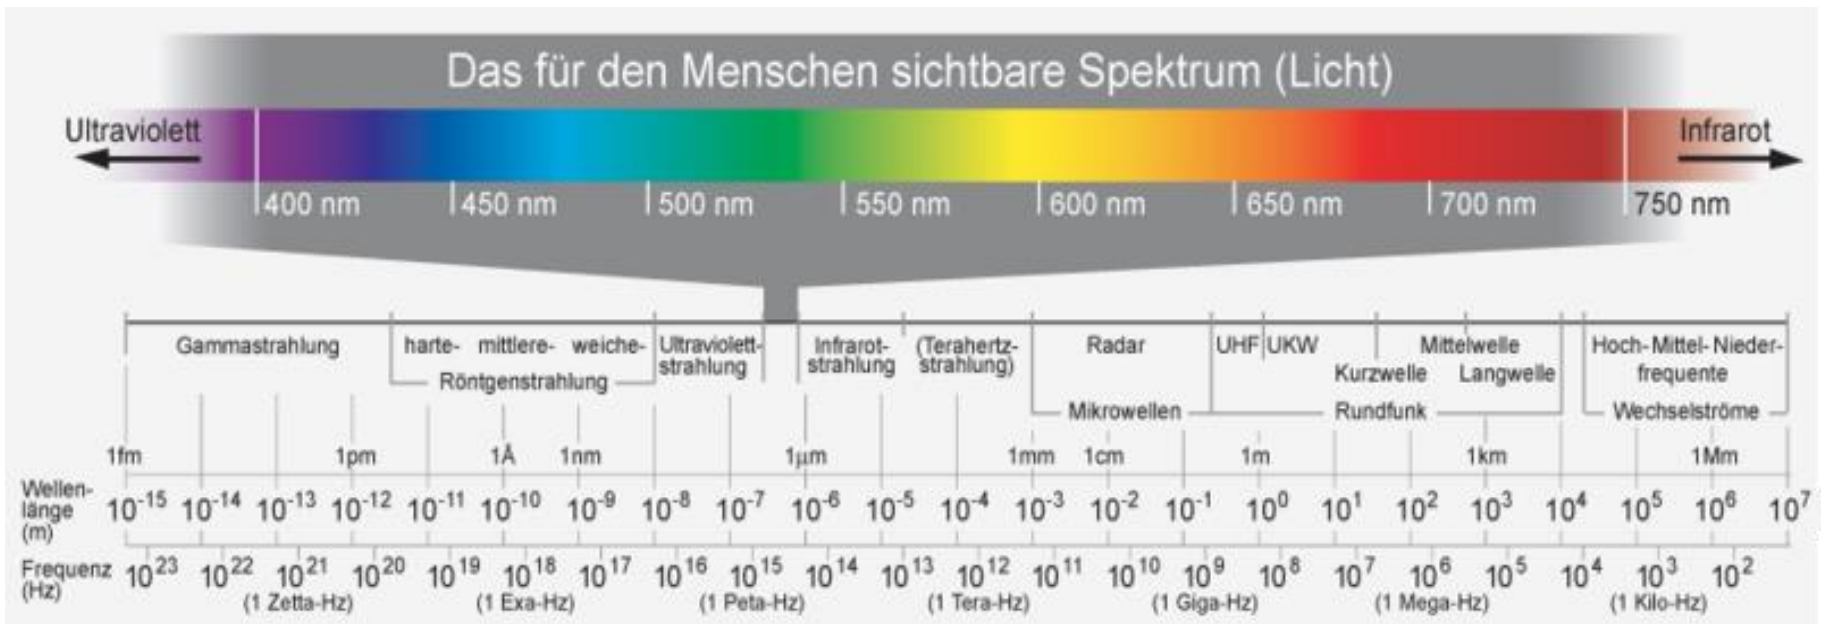 Das für den Menschen sichtbare Spektrum (Licht)
Ultraviolett
Infrarot
400 nm 450 nm 500 nm 550 nm 600 nm 650 nm 700 nm 750 nm
Gammastrahlung harte- mittlere- weiche- Ultraviolett- Infrarot- (Terahertz- Radar UHF UKW Mittelwelle Hoch- Mittel- Nieder-
strahlung strahlung strahlung) Kurzwelle Langwelle frequente
Röntgenstrahlung
Mikrowellen Rundfunk Wechselströme
1fm 1pm 1Å 1nm 1µm 1mm 1cm 1m 1km 1Mm
Wellen-
länge
(m)
10⁻¹⁵ 10⁻¹⁴ 10⁻¹³ 10⁻¹² 10⁻¹¹ 10⁻¹⁰ 10⁻⁹ 10⁻⁸ 10⁻⁷ 10⁻⁶ 10⁻⁵ 10⁻⁴ 10⁻³ 10⁻² 10⁻¹ 10⁰ 10¹ 10² 10³ 10⁴ 10⁵ 10⁶ 10⁷
Frequenz
(Hz)
10²³ 10²² 10²¹ 10²⁰ 10¹⁹ 10¹⁸ 10¹⁷ 10¹⁶ 10¹⁵ 10¹⁴ 10¹³ 10¹² 10¹¹ 10¹⁰ 10⁹ 10⁸ 10⁷ 10⁶ 10⁵ 10⁴ 10³ 10²
(1 Zetta-Hz) (1 Exa-Hz) (1 Peta-Hz) (1 Tera-Hz) (1 Giga-Hz) (1 Mega-Hz) (1 Kilo-Hz)